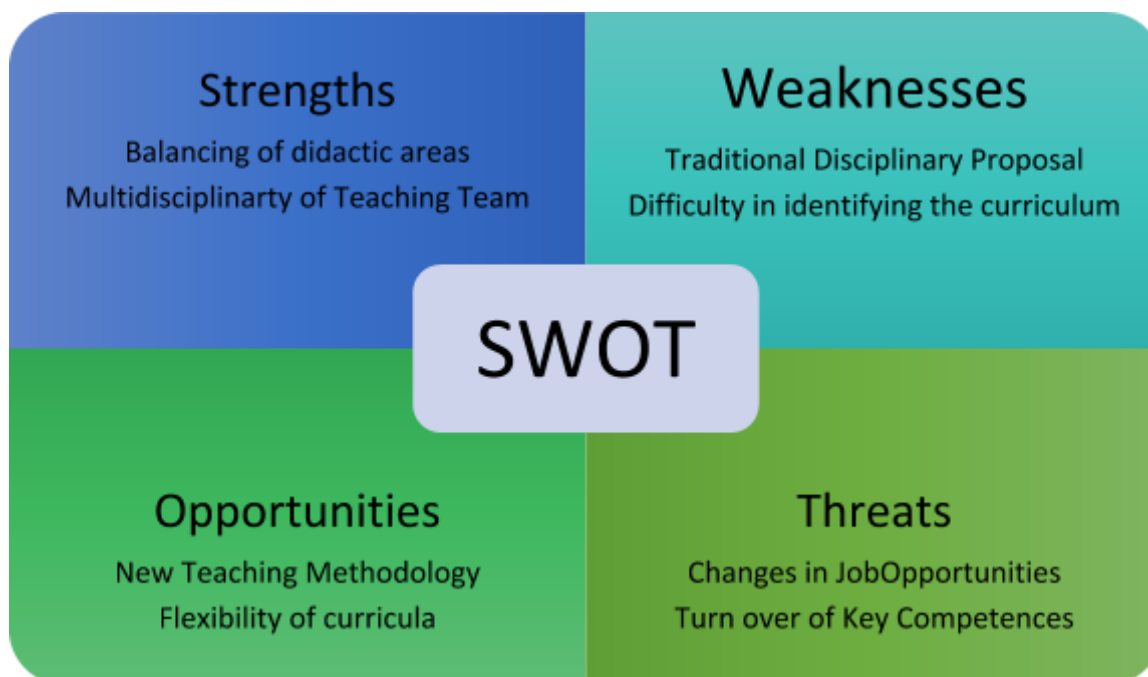 Strengths
Balancing of didactic areas
Multidisciplinarty of Teaching Team
Weaknesses
Traditional Disciplinary Proposal
Difficulty in identifying the curriculum
SWOT
Opportunities
New Teaching Methodology
Flexibility of curricula
Threats
Changes in JobOpportunities
Turn over of Key Competences